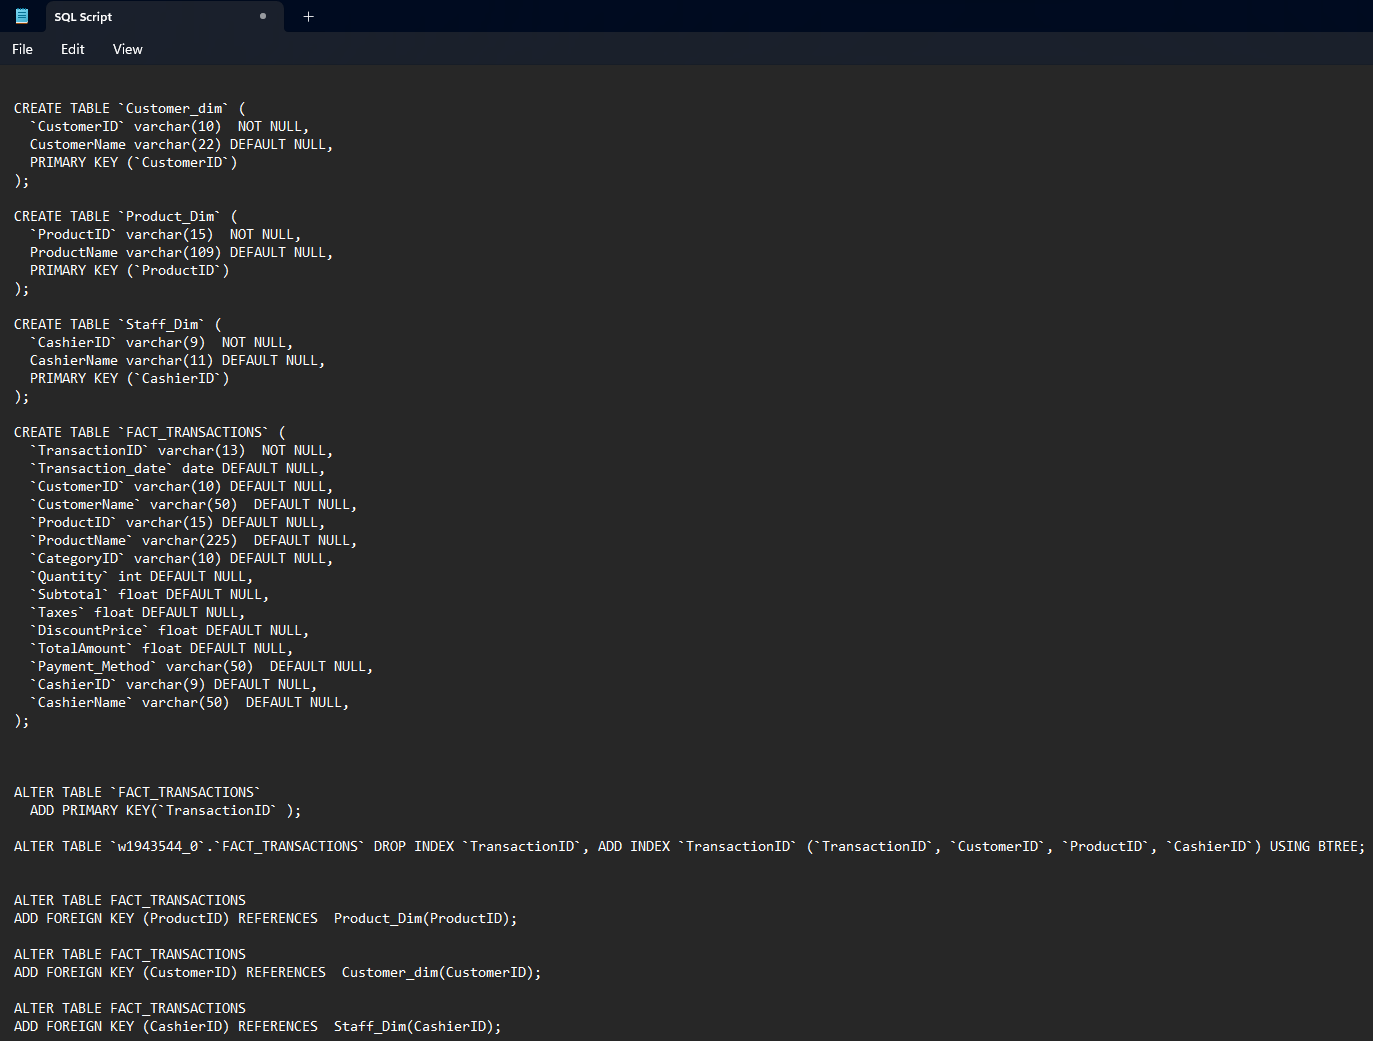 SQL Script
File Edit View
CREATE TABLE `Customer_dim` (
  `CustomerID` varchar(10)  NOT NULL,
  CustomerName varchar(22) DEFAULT NULL,
  PRIMARY KEY (`CustomerID`)
);
CREATE TABLE `Product_Dim` (
  `ProductID` varchar(15)  NOT NULL,
  ProductName varchar(109) DEFAULT NULL,
  PRIMARY KEY (`ProductID`)
);
CREATE TABLE `Staff_Dim` (
  `CashierID` varchar(9)  NOT NULL,
  CashierName varchar(11) DEFAULT NULL,
  PRIMARY KEY (`CashierID`)
);
CREATE TABLE `FACT_TRANSACTIONS` (
  `TransactionID` varchar(13)  NOT NULL,
  `Transaction_date` date DEFAULT NULL,
  `CustomerID` varchar(10) DEFAULT NULL,
  `CustomerName` varchar(50)  DEFAULT NULL,
  `ProductID` varchar(15) DEFAULT NULL,
  `ProductName` varchar(225)  DEFAULT NULL,
  `CategoryID` varchar(10) DEFAULT NULL,
  `Quantity` int DEFAULT NULL,
  `Subtotal` float DEFAULT NULL,
  `Taxes` float DEFAULT NULL,
  `DiscountPrice` float DEFAULT NULL,
  `TotalAmount` float DEFAULT NULL,
  `Payment_Method` varchar(50)  DEFAULT NULL,
  `CashierID` varchar(9) DEFAULT NULL,
  `CashierName` varchar(50)  DEFAULT NULL,
);
ALTER TABLE `FACT_TRANSACTIONS`
  ADD PRIMARY KEY(`TransactionID` );
ALTER TABLE `w1943544_0`.`FACT_TRANSACTIONS` DROP INDEX `TransactionID`, ADD INDEX `TransactionID` (`TransactionID`, `CustomerID`, `ProductID`, `CashierID`) USING BTREE;
ALTER TABLE FACT_TRANSACTIONS
ADD FOREIGN KEY (ProductID) REFERENCES  Product_Dim(ProductID);
ALTER TABLE FACT_TRANSACTIONS
ADD FOREIGN KEY (CustomerID) REFERENCES  Customer_dim(CustomerID);
ALTER TABLE FACT_TRANSACTIONS
ADD FOREIGN KEY (CashierID) REFERENCES  Staff_Dim(CashierID);